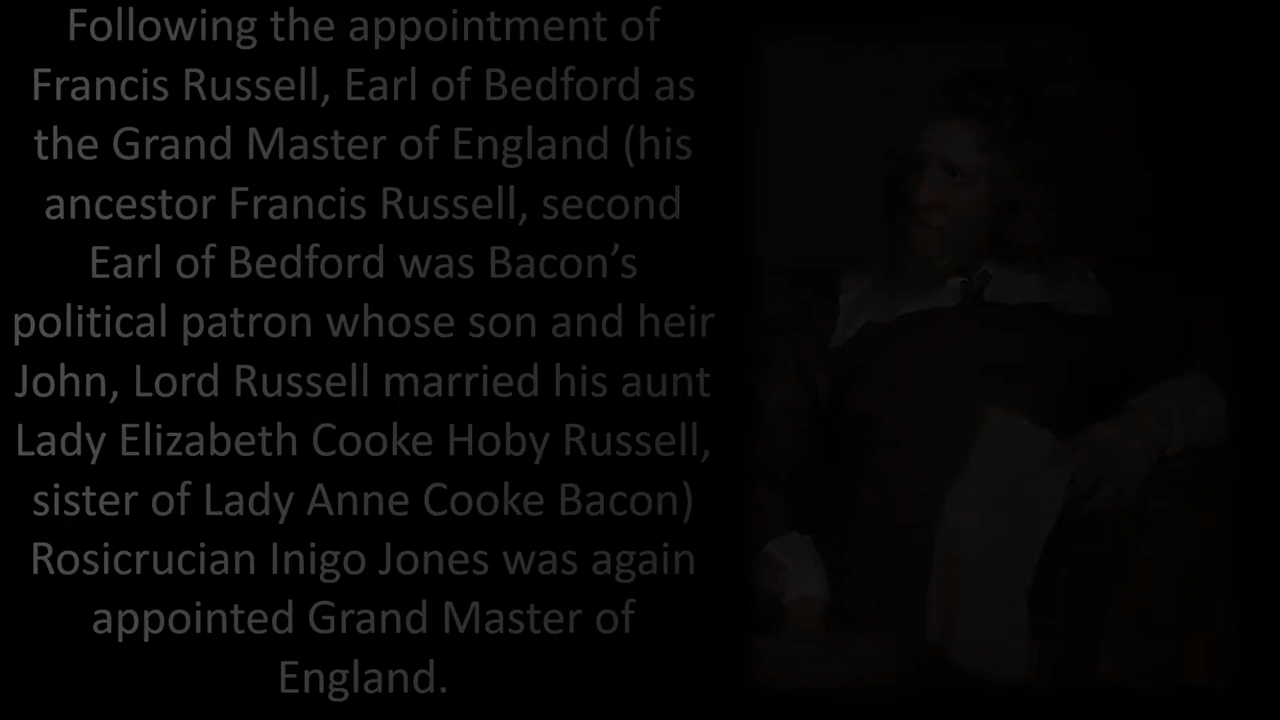 Following the appointment of
Francis Russell, Earl of Bedford as
the Grand Master of England (his
ancestor Francis Russell, second
Earl of Bedford was Bacon’s
political patron whose son and heir
John, Lord Russell married his aunt
Lady Elizabeth Cooke Hoby Russell,
sister of Lady Anne Cooke Bacon)
Rosicrucian Inigo Jones was again
appointed Grand Master of
England.